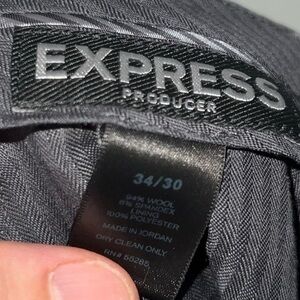 EXPRESS
PRODUCER
34/30
94% WOOL
6% SPANDEX
LINING
100% POLYESTER
MADE IN JORDAN
DRY CLEAN ONLY
RN# 55285